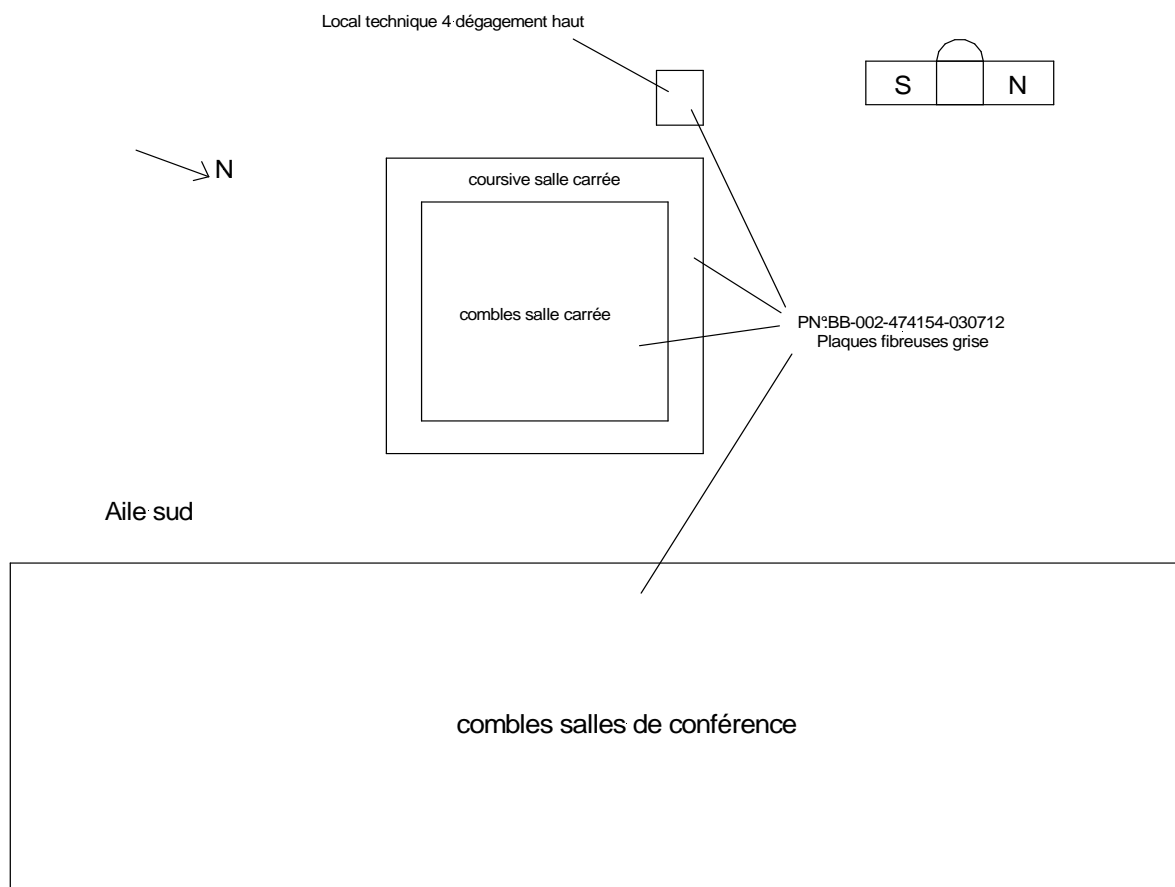 Local technique 4 dégagement haut
S N
N
coursive salle carrée
combles salle carrée
PN°:BB-002-474154-030712
Plaques fibreuses grise
Aile sud
combles salles de conférence